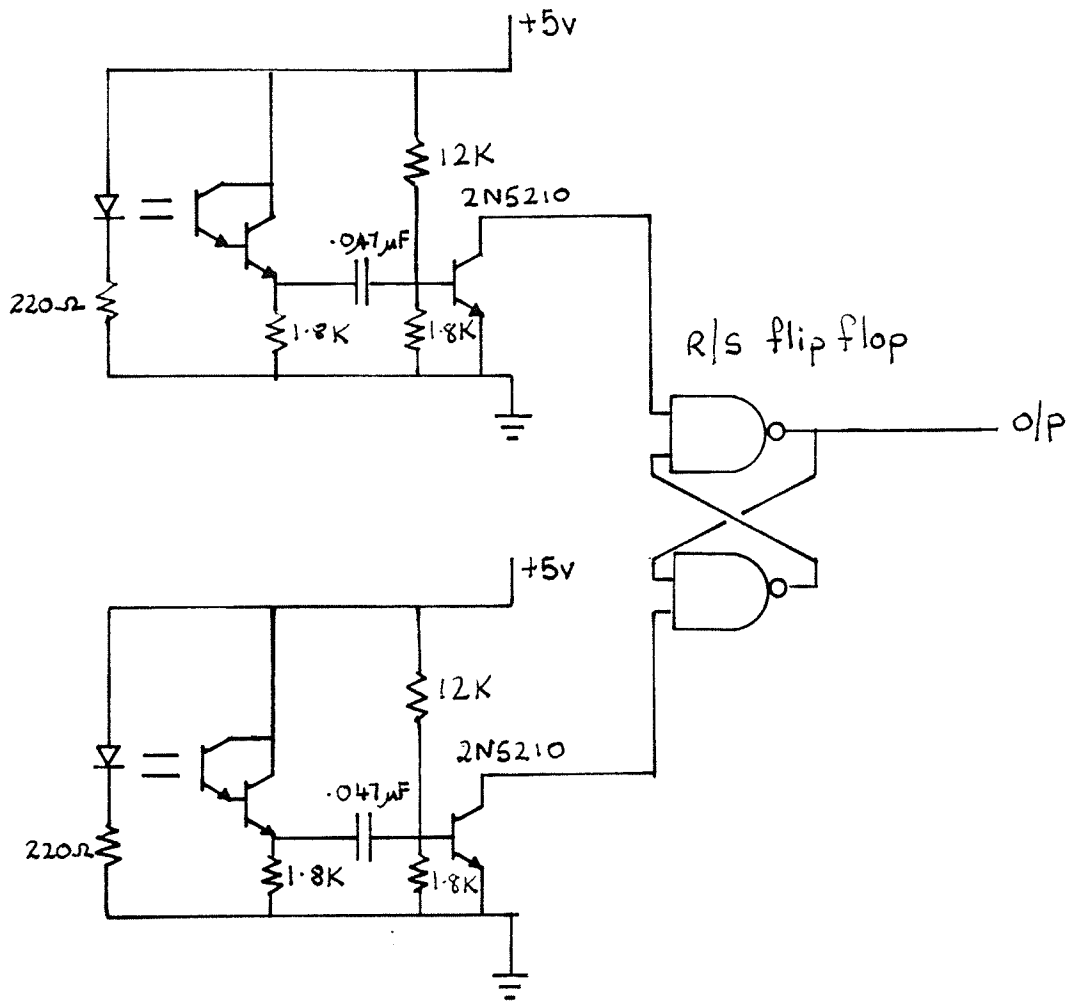 +5v
12K
2N5210
.047µF
220Ω
1.8K
1.8K
R/S flip flop
O/P
+5v
12K
2N5210
.047µF
220Ω
1.8K
1.8K